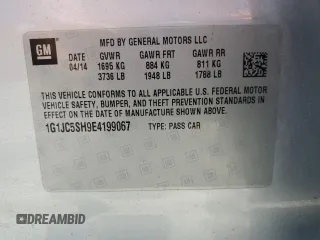 GM
MFD BY GENERAL MOTORS LLC
DATE GVWR GAWR FRT GAWR RR
04/14 1695 KG 884 KG 811 KG
3736 LB 1948 LB 1788 LB
THIS VEHICLE CONFORMS TO ALL APPLICABLE U.S. FEDERAL MOTOR
VEHICLE SAFETY, BUMPER, AND THEFT PREVENTION STANDARDS IN
EFFECT ON THE DATE OF MANUFACTURE SHOWN ABOVE.
1G1JC5SH9E4199067 TYPE: PASS CAR
DREAMBID